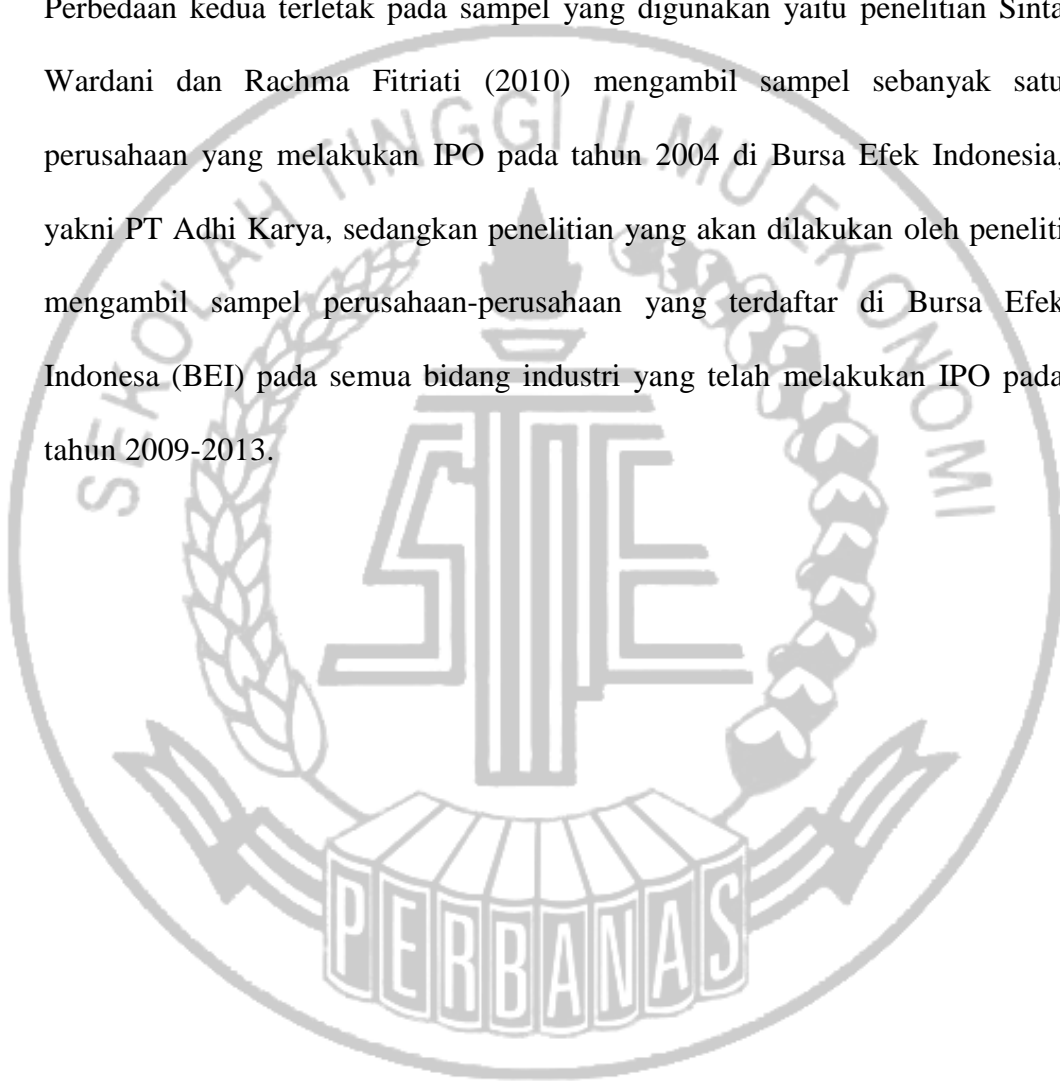 Perbedaan kedua terletak pada sampel yang digunakan yaitu penelitian Sinta
Wardani dan Rachma Fitriati (2010) mengambil sampel sebanyak satu
perusahaan yang melakukan IPO pada tahun 2004 di Bursa Efek Indonesia,
yakni PT Adhi Karya, sedangkan penelitian yang akan dilakukan oleh peneliti
mengambil sampel perusahaan-perusahaan yang terdaftar di Bursa Efek
Indonesa (BEI) pada semua bidang industri yang telah melakukan IPO pada
tahun 2009-2013.
SEKOLAH TINGGI ILMU EKONOMI
STIE
PERBANAS